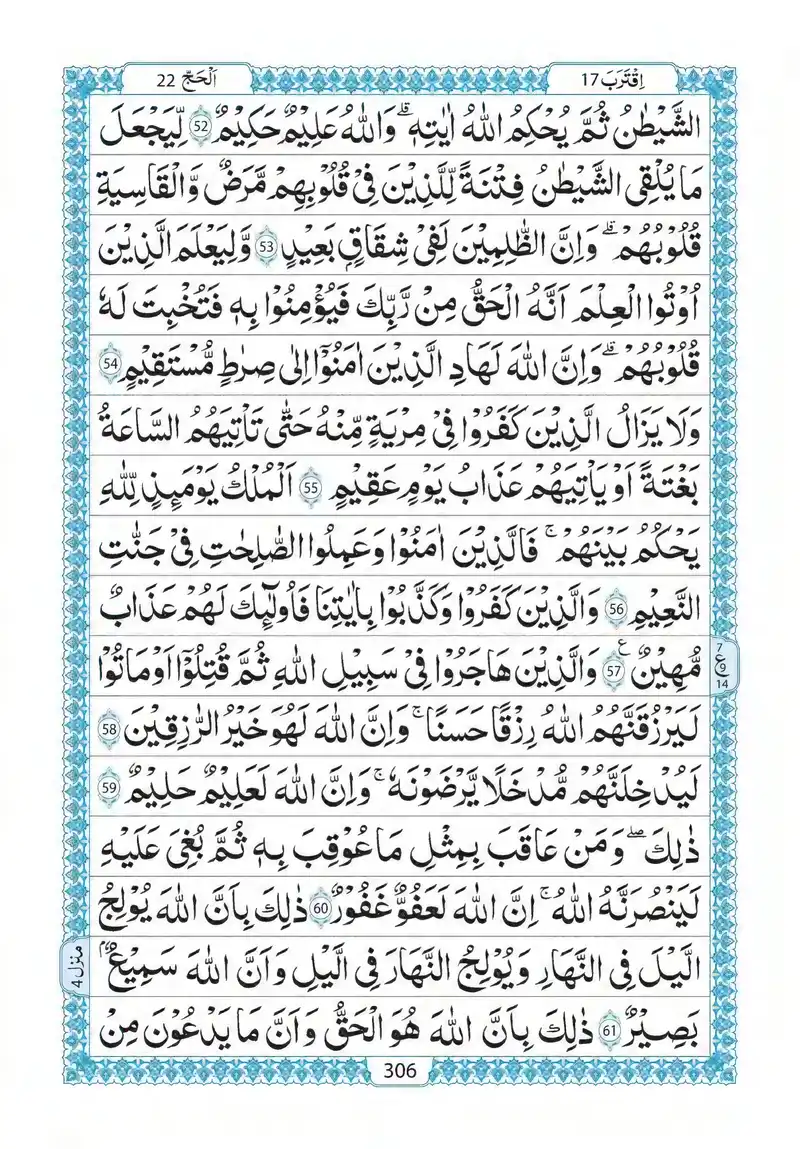 اِقْتَرَبَ 17
اَلْحَجّ 22
الشَّيْطٰنُ ثُمَّ يُحْكِمُ اللّٰهُ اٰيٰتِهٖ ؕ وَاللّٰهُ عَلِيْمٌ حَكِيْمٌ 52 لِّيَجْعَلَ
مَا يُلْقِى الشَّيْطٰنُ فِتْنَةً لِّلَّذِيْنَ فِىْ قُلُوْبِهِمْ مَّرَضٌ وَّالْقَاسِيَةِ
قُلُوْبُهُمْ ؕ وَاِنَّ الظّٰلِمِيْنَ لَفِىْ شِقَاقٍۭ بَعِيْدٍ 53 وَّلِيَعْلَمَ الَّذِيْنَ
اُوْتُوا الْعِلْمَ اَنَّهُ الْحَقُّ مِنْ رَّبِّكَ فَيُؤْمِنُوْا بِهٖ فَتُخْبِتَ لَهٗ
قُلُوْبُهُمْ ؕ وَاِنَّ اللّٰهَ لَهَادِ الَّذِيْنَ اٰمَنُوْۤا اِلٰى صِرٰطٍ مُّسْتَقِيْمٍ 54
وَلَا يَزَالُ الَّذِيْنَ كَفَرُوْا فِىْ مِرْيَةٍ مِّنْهُ حَتّٰى تَاْتِيَهُمُ السَّاعَةُ
بَغْتَةً اَوْ يَاْتِيَهُمْ عَذَابُ يَوْمٍ عَقِيْمٍ 55 اَلْمُلْكُ يَوْمَئِذٍ لِّلّٰهِ
يَحْكُمُ بَيْنَهُمْ ۚ فَالَّذِيْنَ اٰمَنُوْا وَعَمِلُوا الصّٰلِحٰتِ فِىْ جَنّٰتِ
النَّعِيْمِ 56 وَالَّذِيْنَ كَفَرُوْا وَكَذَّبُوْا بِاٰيٰتِنَا فَاُولٰٓئِكَ لَهُمْ عَذَابٌ
مُّهِيْنٌ 57 ع وَالَّذِيْنَ هَاجَرُوْا فِىْ سَبِيْلِ اللّٰهِ ثُمَّ قُتِلُوْۤا اَوْ مَاتُوْا
7 ع 9 14
لَيَرْزُقَنَّهُمُ اللّٰهُ رِزْقًا حَسَنًا ۚ وَاِنَّ اللّٰهَ لَهُوَ خَيْرُ الرّٰزِقِيْنَ 58
لَيُدْخِلَنَّهُمْ مُّدْخَلًا يَّرْضَوْنَهٗ ۚ وَاِنَّ اللّٰهَ لَعَلِيْمٌ حَلِيْمٌ 59
ذٰلِكَ ۖ وَمَنْ عَاقَبَ بِمِثْلِ مَا عُوْقِبَ بِهٖ ثُمَّ بُغِىَ عَلَيْهِ
لَيَنْصُرَنَّهُ اللّٰهُ ۚ اِنَّ اللّٰهَ لَعَفُوٌّ غَفُوْرٌ 60 ذٰلِكَ بِاَنَّ اللّٰهَ يُوْلِجُ
الَّيْلَ فِى النَّهَارِ وَيُوْلِجُ النَّهَارَ فِى الَّيْلِ وَاَنَّ اللّٰهَ سَمِيْعٌۢ
منزل 4
بَصِيْرٌ 61 ذٰلِكَ بِاَنَّ اللّٰهَ هُوَ الْحَقُّ وَاَنَّ مَا يَدْعُوْنَ مِنْ
306